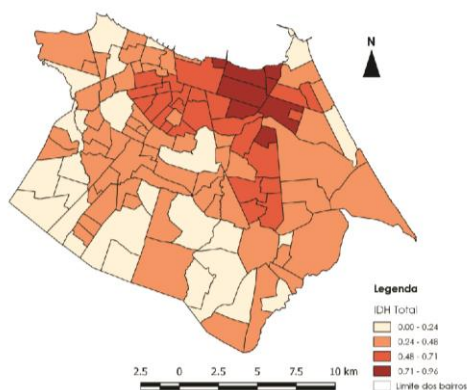 N
Legenda
IDH Total
0.00 - 0.24
0.24 - 0.48
0.48 - 0.71
0.71 - 0.96
Limite dos bairros
2.5 0 2.5 5 7.5 10 km